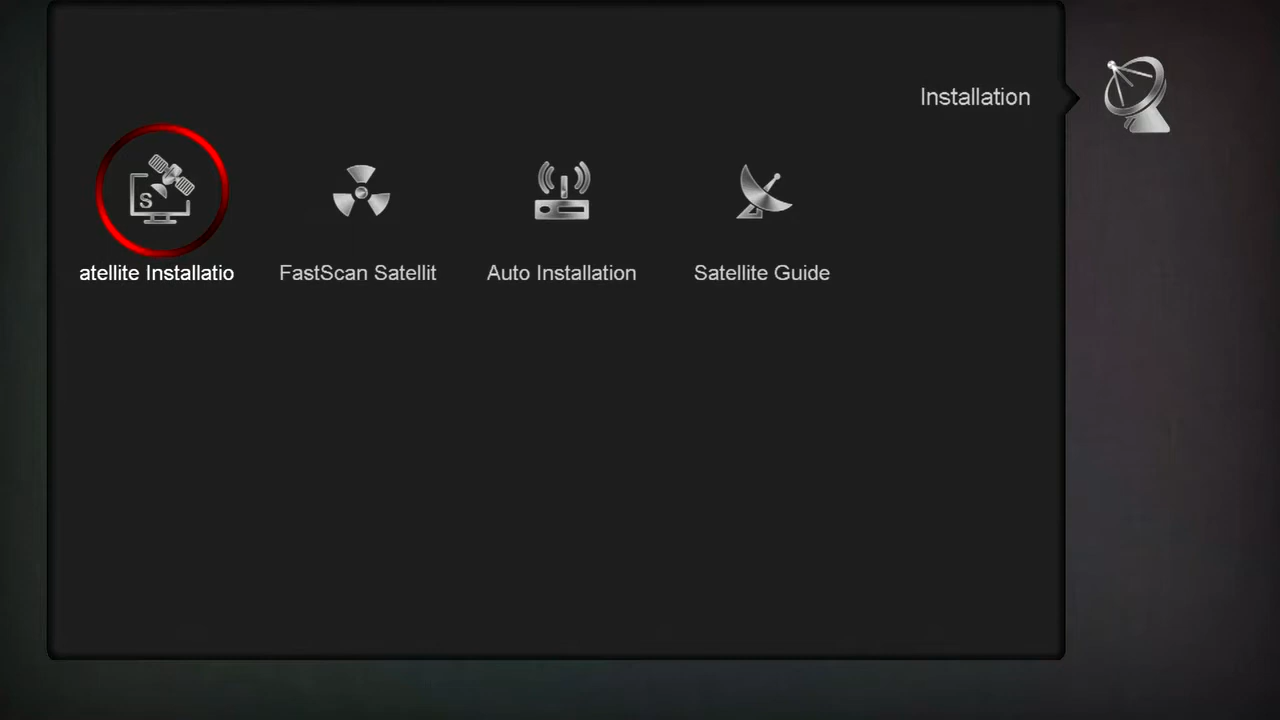 Installation
S
atellite Installatio
FastScan Satellit
Auto Installation
Satellite Guide